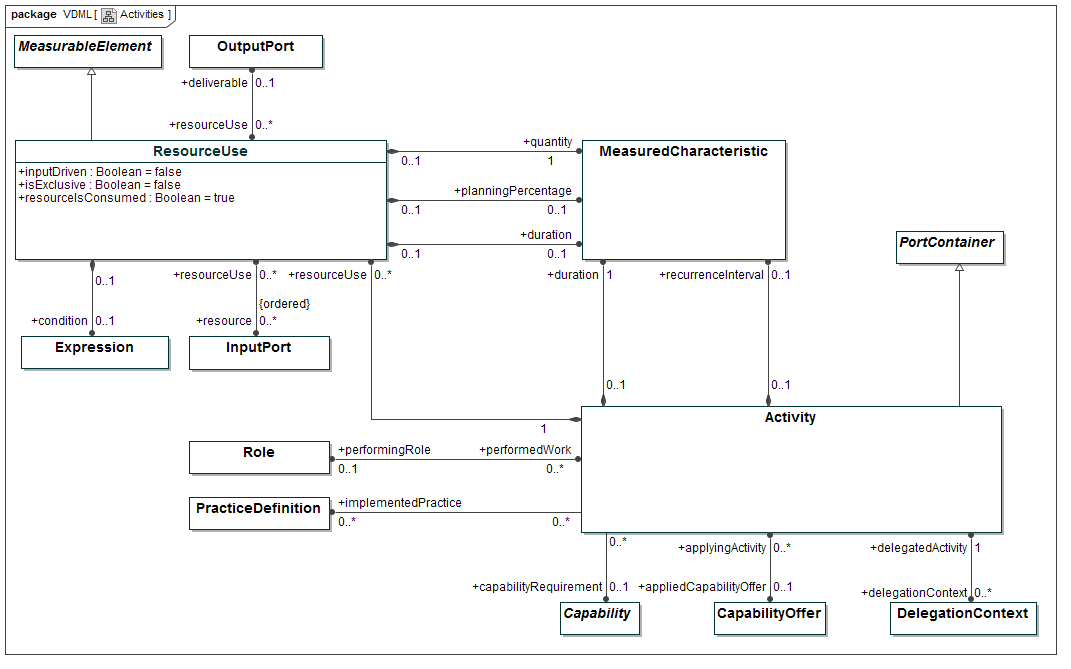 package VDML [ Activities ]
MeasurableElement
OutputPort
+deliverable 0..1
+resourceUse 0..*
ResourceUse
+inputDriven : Boolean = false
+isExclusive : Boolean = false
+resourceIsConsumed : Boolean = true
+quantity
0..1
1
+planningPercentage
0..1
0..1
+duration
0..1
0..1
MeasuredCharacteristic
PortContainer
0..1
+condition 0..1
Expression
+resourceUse 0..*
{ordered}
+resource 0..*
InputPort
+resourceUse 0..*
1
+duration 1
0..1
+recurrenceInterval 0..1
0..1
Activity
Role
+performingRole
0..1
+performedWork
0..*
PracticeDefinition
+implementedPractice
0..*
0..*
0..*
+capabilityRequirement 0..1
Capability
+applyingActivity 0..*
+appliedCapabilityOffer 0..1
CapabilityOffer
+delegatedActivity 1
+delegationContext 0..*
DelegationContext